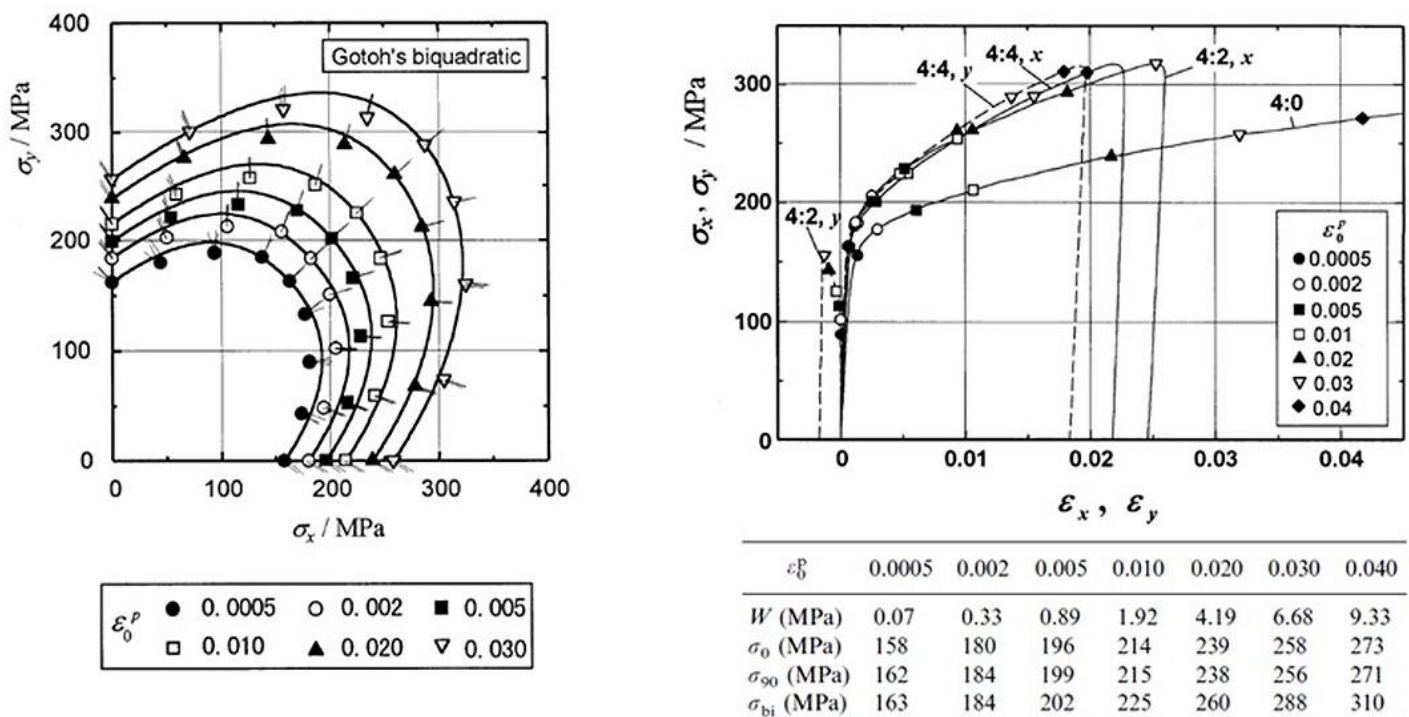 400
300
200
100
0
σy / MPa
Gotoh's biquadratic
0 100 200 300 400
σx / MPa
ε₀ᵖ ● 0.0005 ○ 0.002 ■ 0.005
□ 0.010 ▲ 0.020 ▽ 0.030
400
300
200
100
0
σx, σy / MPa
4:4, y
4:4, x
4:2, x
4:0
4:2, y
ε₀ᵖ
● 0.0005
○ 0.002
■ 0.005
□ 0.01
▲ 0.02
▽ 0.03
◆ 0.04
0 0.01 0.02 0.03 0.04
εx , εy
ε₀ᵖ 0.0005 0.002 0.005 0.010 0.020 0.030 0.040
W (MPa) 0.07 0.33 0.89 1.92 4.19 6.68 9.33
σ₀ (MPa) 158 180 196 214 239 258 273
σ₉₀ (MPa) 162 184 199 215 238 256 271
σbi (MPa) 163 184 202 225 260 288 310